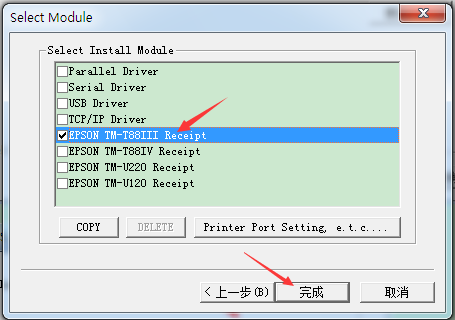 Select Module
Select Install Module
Parallel Driver
Serial Driver
USB Driver
TCP/IP Driver
EPSON TM-T88III Receipt
EPSON TM-T88IV Receipt
EPSON TM-U220 Receipt
EPSON TM-U120 Receipt
COPY DELETE Printer Port Setting, e.t.c....
< 上一步(B) 完成 取消